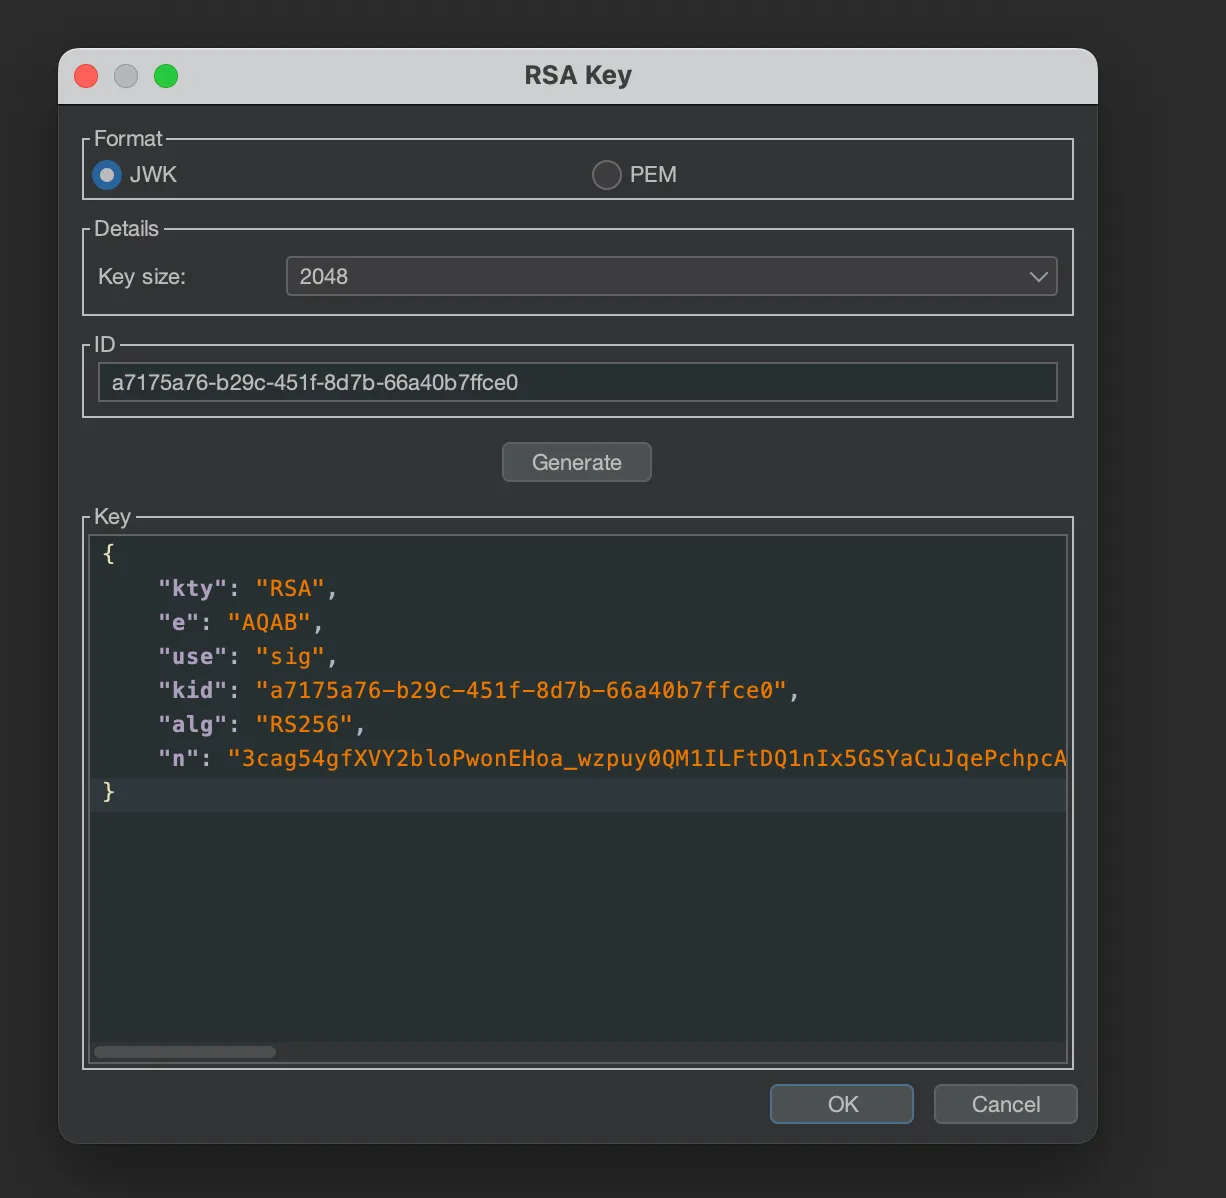 RSA Key
Format
JWK
PEM
Details
Key size:
2048
ID
a7175a76-b29c-451f-8d7b-66a40b7ffce0
Generate
Key
{
"kty": "RSA",
"e": "AQAB",
"use": "sig",
"kid": "a7175a76-b29c-451f-8d7b-66a40b7ffce0",
"alg": "RS256",
"n": "3cag54gfXVY2bloPwonEHoa_wzpuy0QM1ILFtDQ1nIx5GSYaCuJqePchpcA
}
OK
Cancel